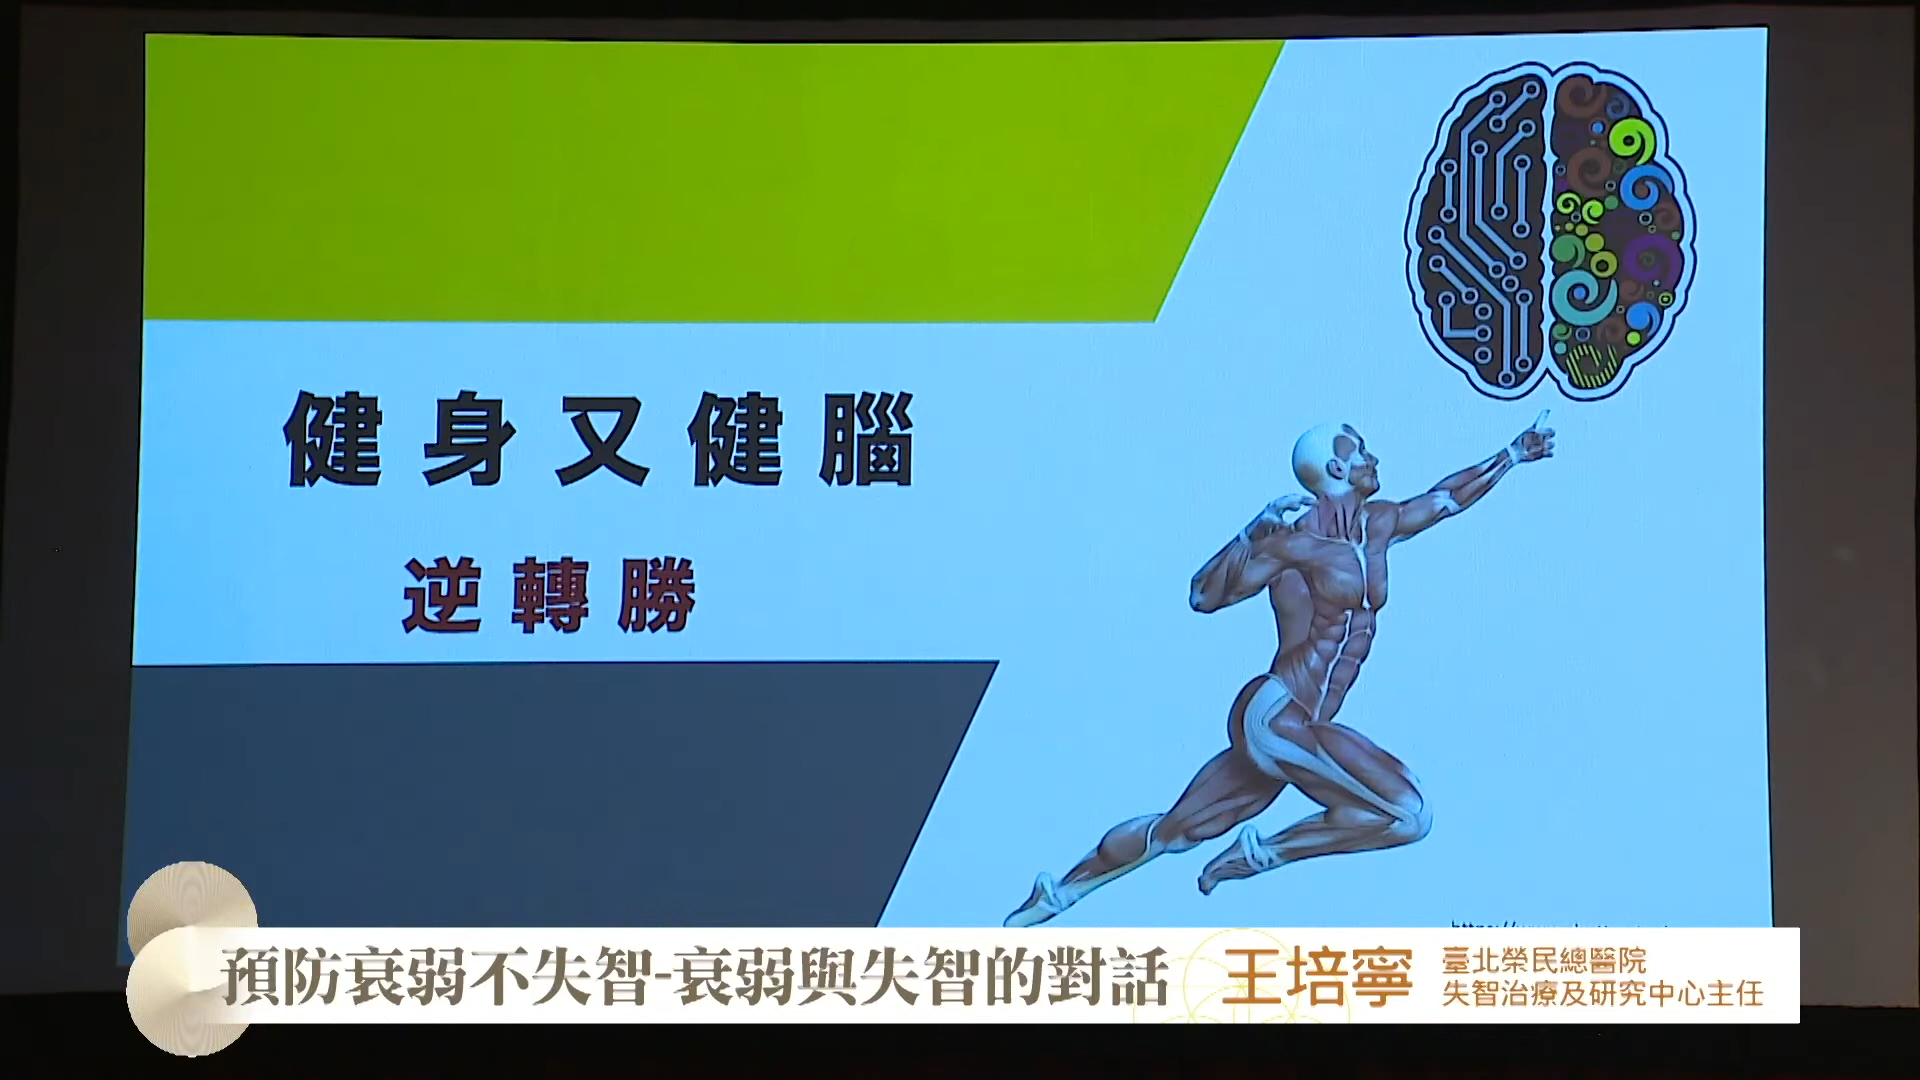 健身又健腦
逆轉勝
預防衰弱不失智-衰弱與失智的對話
王培寧
臺北榮民總醫院
失智治療及研究中心主任